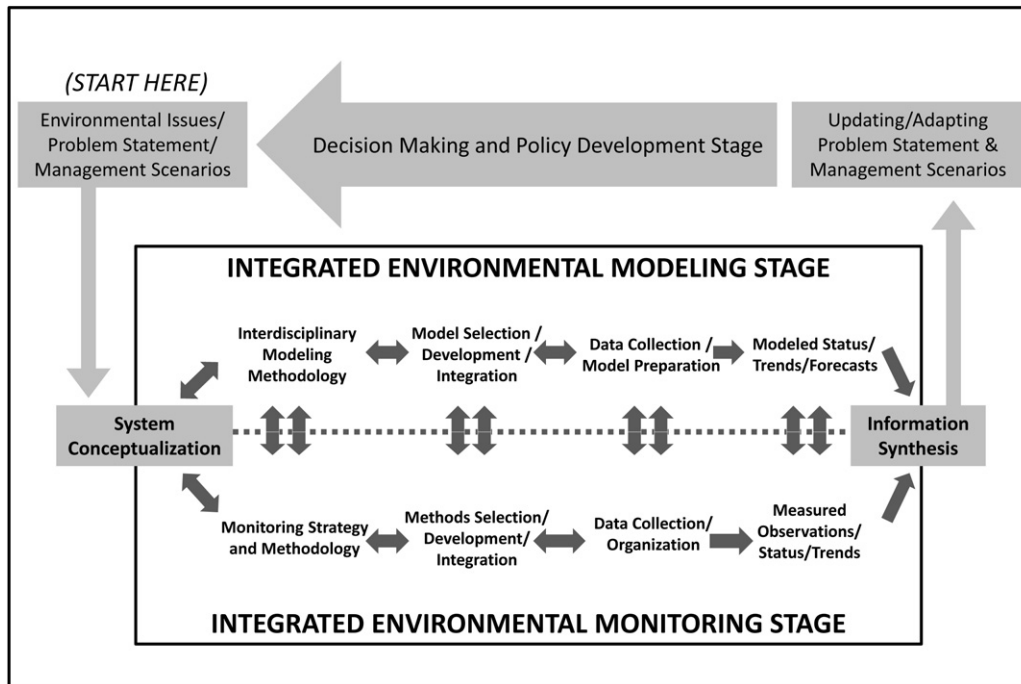 (START HERE)
Environmental Issues/
Problem Statement/
Management Scenarios
Decision Making and Policy Development Stage
Updating/Adapting
Problem Statement &
Management Scenarios
INTEGRATED ENVIRONMENTAL MODELING STAGE
Interdisciplinary
Modeling
Methodology
Model Selection /
Development /
Integration
Data Collection /
Model Preparation
Modeled Status/
Trends/Forecasts
System
Conceptualization
Information
Synthesis
Monitoring Strategy
and Methodology
Methods Selection/
Development/
Integration
Data Collection/
Organization
Measured
Observations/
Status/Trends
INTEGRATED ENVIRONMENTAL MONITORING STAGE